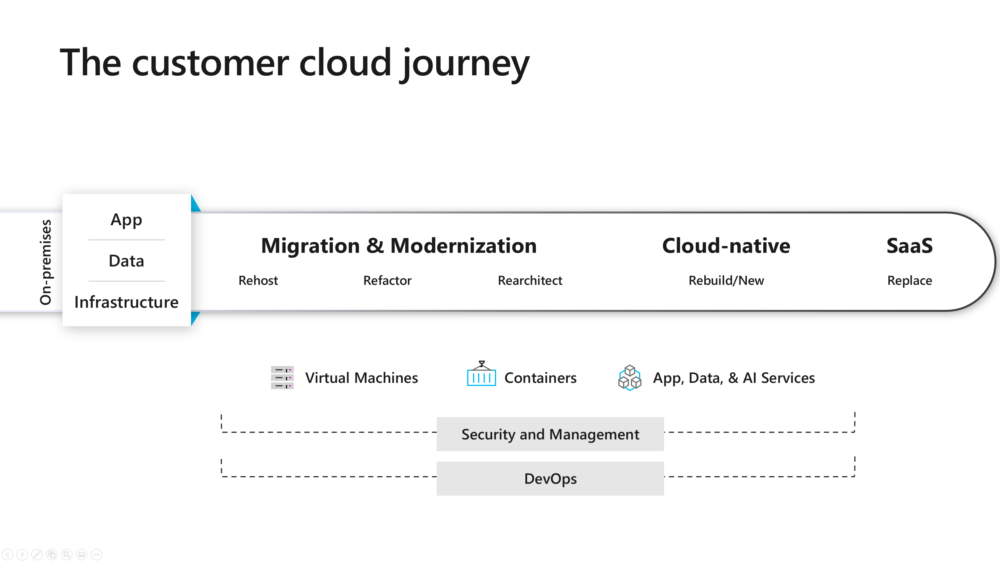 The customer cloud journey
On-premises
App
Data
Infrastructure
Migration & Modernization
Cloud-native
SaaS
Rehost
Refactor
Rearchitect
Rebuild/New
Replace
Virtual Machines
Containers
App, Data, & AI Services
Security and Management
DevOps